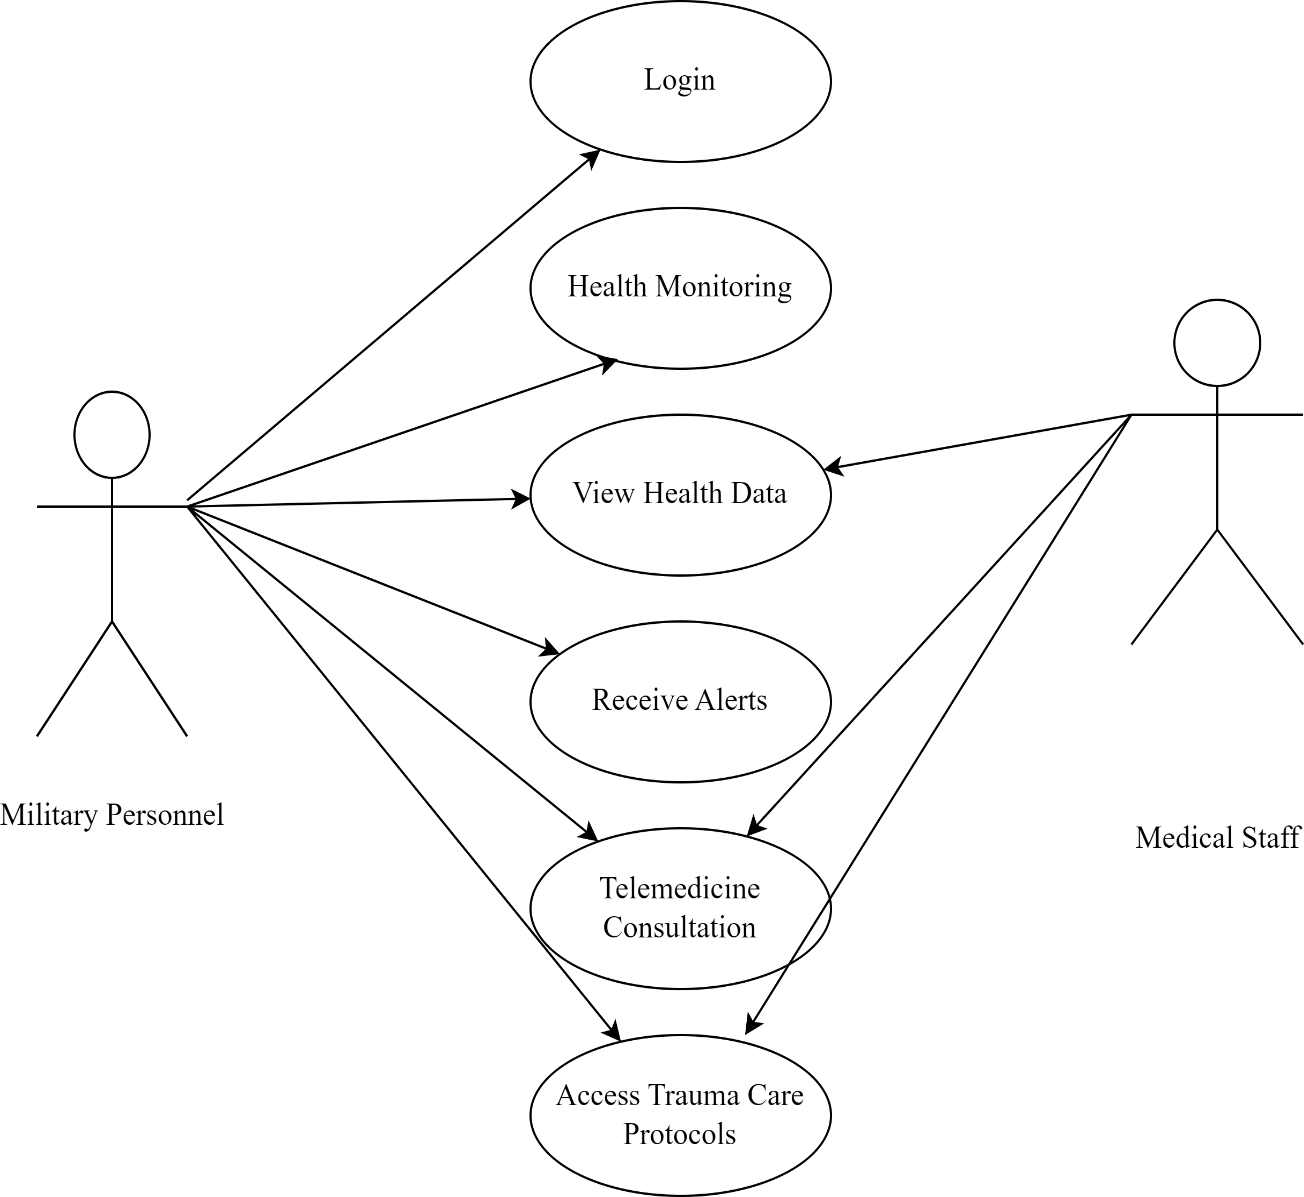 Login
Health Monitoring
View Health Data
Receive Alerts
Military Personnel
Medical Staff
Telemedicine
Consultation
Access Trauma Care
Protocols